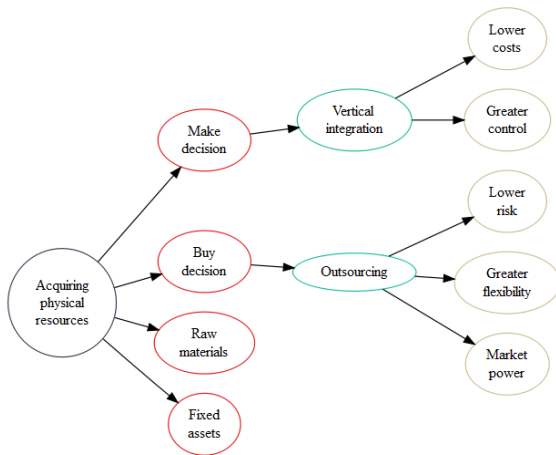 Lower
costs
Vertical
integration
Greater
control
Make
decision
Lower
risk
Buy
decision
Outsourcing
Greater
flexibility
Acquiring
physical
resources
Raw
materials
Market
power
Fixed
assets